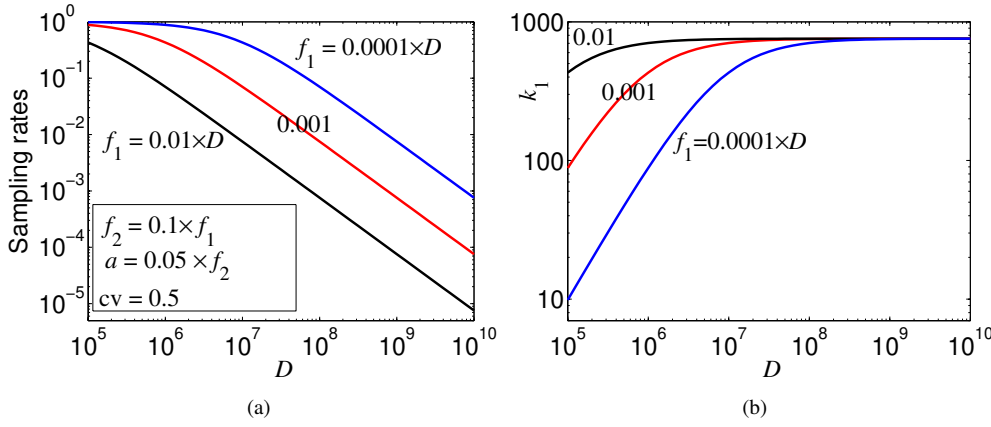 10^0
10^-1
10^-2
10^-3
10^-4
10^-5
Sampling rates
f_1 = 0.0001×D
0.001
f_1 = 0.01×D
f_2 = 0.1×f_1
a = 0.05 ×f_2
cv = 0.5
10^5 10^6 10^7 10^8 10^9 10^10
D
(a)
1000
100
10
k_1
0.01
0.001
f_1=0.0001×D
10^5 10^6 10^7 10^8 10^9 10^10
D
(b)